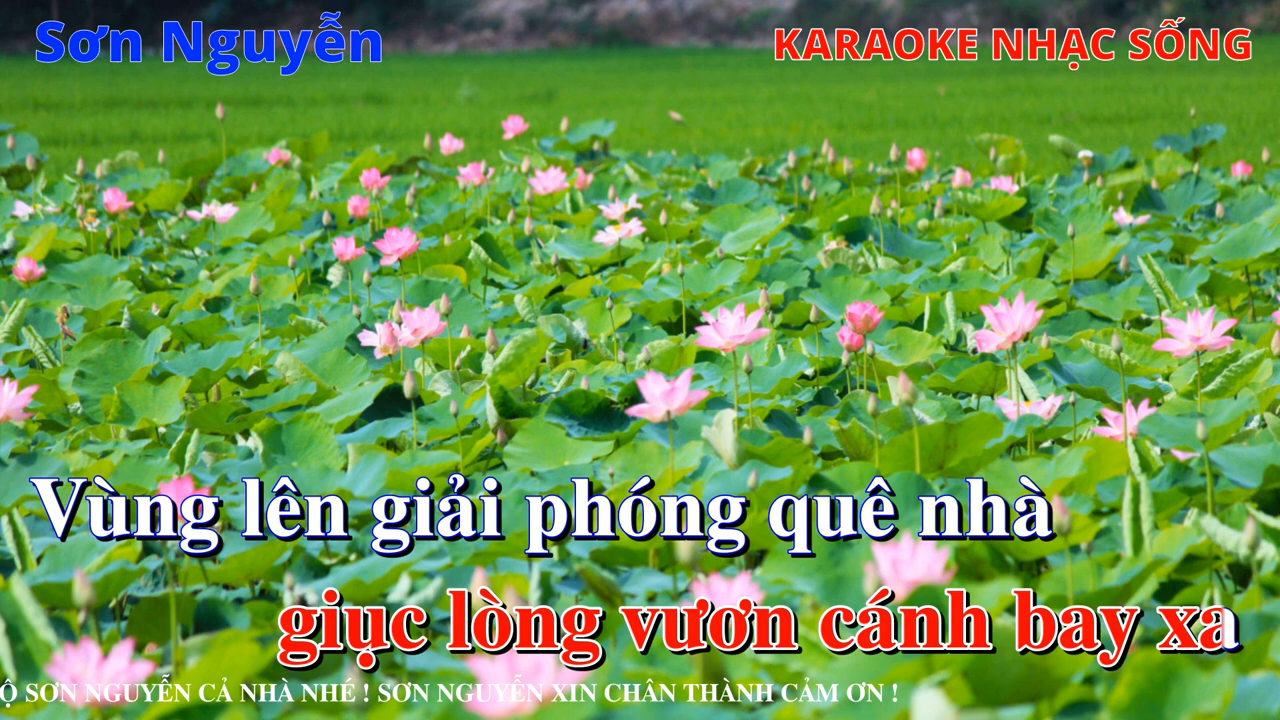 Sơn Nguyễn
KARAOKE NHẠC SỐNG
Vùng lên giải phóng quê nhà
giục lòng vươn cánh bay xa
Ộ SƠN NGUYỄN CẢ NHÀ NHÉ ! SƠN NGUYỄN XIN CHÂN THÀNH CẢM ƠN !